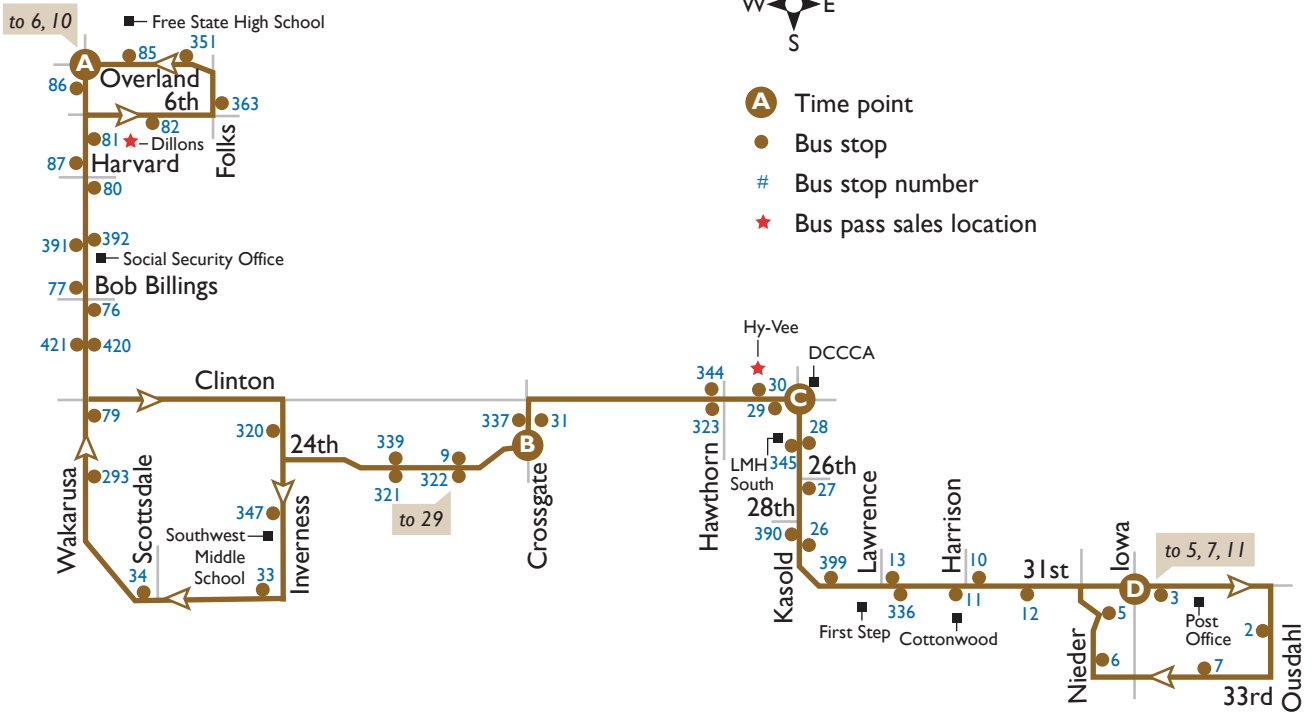 to 6, 10
Free State High School
W E
S
351
85
A
Overland
86
6th
363
82
81
Dillons
Folks
87
Harvard
80
391
392
Social Security Office
77
Bob Billings
76
421
420
A Time point
Bus stop
# Bus stop number
Bus pass sales location
Hy-Vee
DCCCA
Clinton
344
30
C
79
29
337
31
323
320
24th
339
9
B
28
LMH
South
345
26th
321
322
293
27
to 29
Wakarusa
Scottsdale
347
Southwest
Middle
School
Inverness
34
33
Crossgate
Hawthorn
28th
390
26
Kasold
Lawrence
Harrison
399
13
10
31st
Iowa
to 5, 7, 11
D
336
11
12
3
First Step
Cottonwood
5
Post
Office
2
Nieder
6
7
33rd
Ousdahl